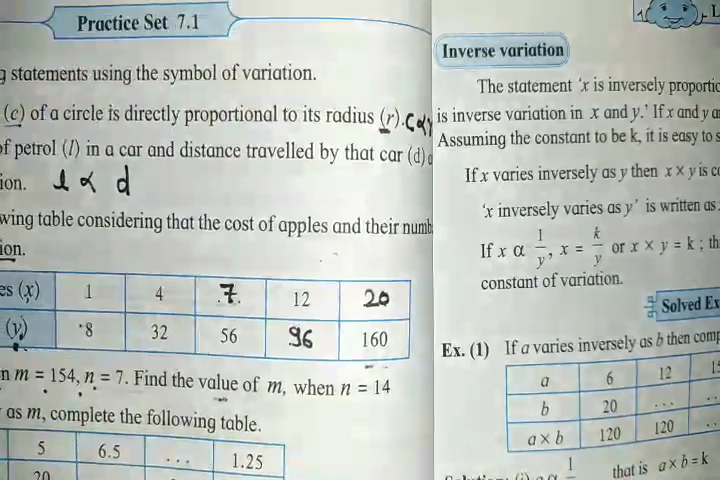 Practice Set 7.1
statements using the symbol of variation.
(c) of a circle is directly proportional to its radius (r). c α r
of petrol (l) in a car and distance travelled by that car (d)
ion. l α d
wing table considering that the cost of apples and their numb
ion.
es (x) 1 4 7 12 20
(y) 8 32 56 96 160
n m = 154, n = 7. Find the value of m, when n = 14
as m, complete the following table.
5 6.5 ... 1.25
20
Inverse variation
The statement ‘x is inversely proportio
is inverse variation in x and y.’ If x and y a
Assuming the constant to be k, it is easy to s
If x varies inversely as y then x × y is co
‘x inversely varies as y’ is written as
If x α 1/y, x = k/y or x × y = k ; th
constant of variation.
Solved Ex
Ex. (1) If a varies inversely as b then comp
a 6 12 15
b 20 ... ..
a × b 120 120 ..
1
that is a × b = k